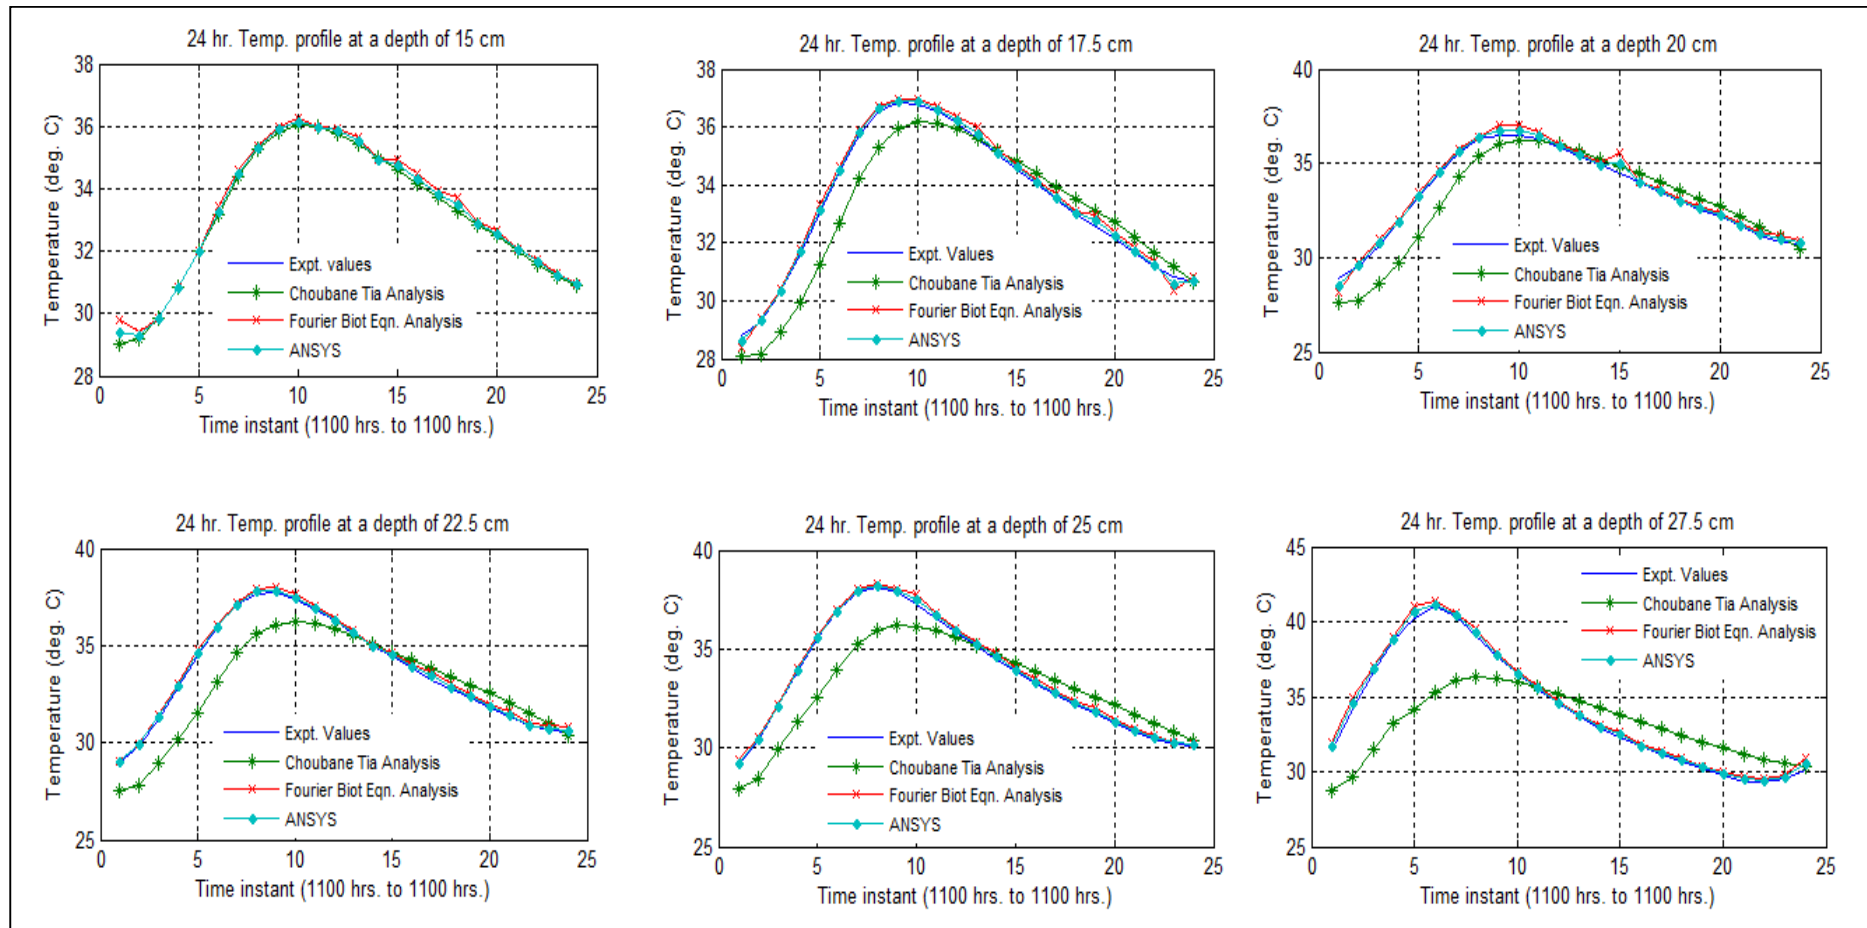 24 hr. Temp. profile at a depth of 15 cm
38
36
34
32
30
28
0
5
10
15
20
25
Temperature (deg. C)
Time instant (1100 hrs. to 1100 hrs.)
Expt. values
Choubane Tia Analysis
Fourier Biot Eqn. Analysis
ANSYS
24 hr. Temp. profile at a depth of 17.5 cm
38
36
34
32
30
28
0
5
10
15
20
25
Temperature (deg. C)
Time instant (1100 hrs. to 1100 hrs.)
Expt. Values
Choubane Tia Analysis
Fourier Biot Eqn. Analysis
ANSYS
24 hr. Temp. profile at a depth 20 cm
40
35
30
25
0
5
10
15
20
25
Temperature (deg. C)
Time instant (1100 hrs. to 1100 hrs.)
Expt. Values
Choubane Tia Analysis
Fourier Biot Eqn. Analysis
ANSYS
24 hr. Temp. profile at a depth of 22.5 cm
40
35
30
25
0
5
10
15
20
25
Temperature (deg. C)
Time instant (1100 hrs. to 1100 hrs.)
Expt. Values
Choubane Tia Analysis
Fourier Biot Eqn. Analysis
ANSYS
24 hr. Temp. profile at a depth of 25 cm
40
35
30
25
0
5
10
15
20
25
Temperature (deg. C)
Time instant (1100 hrs. to 1100 hrs.)
Expt. Values
Choubane Tia Analysis
Fourier Biot Eqn. Analysis
ANSYS
24 hr. Temp. profile at a depth of 27.5 cm
45
40
35
30
25
0
5
10
15
20
25
Temperature (deg. C)
Time instant (1100 hrs. to 1100 hrs.)
Expt. Values
Choubane Tia Analysis
Fourier Biot Eqn. Analysis
ANSYS